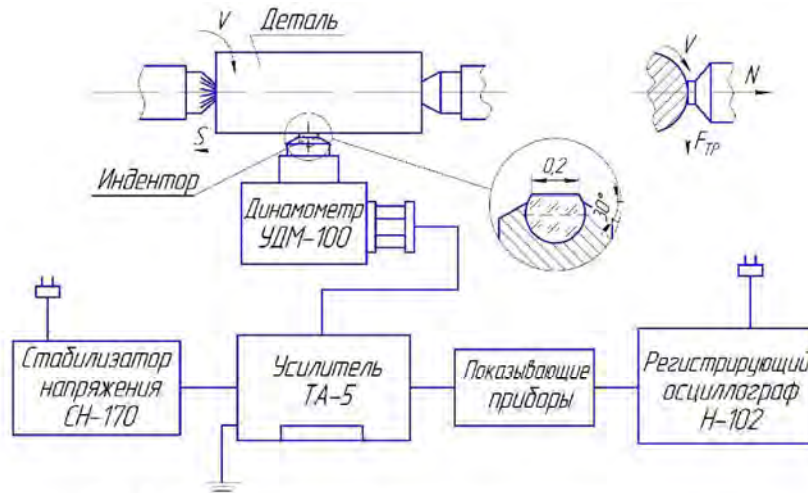 V
Деталь
V
N
S
Fтр
Индентор
0,2
30°
Динамометр
УДМ-100
Стабилизатор
напряжения
СН-170
Усилитель
ТА-5
Показывающие
приборы
Регистрирующий
осциллограф
Н-102